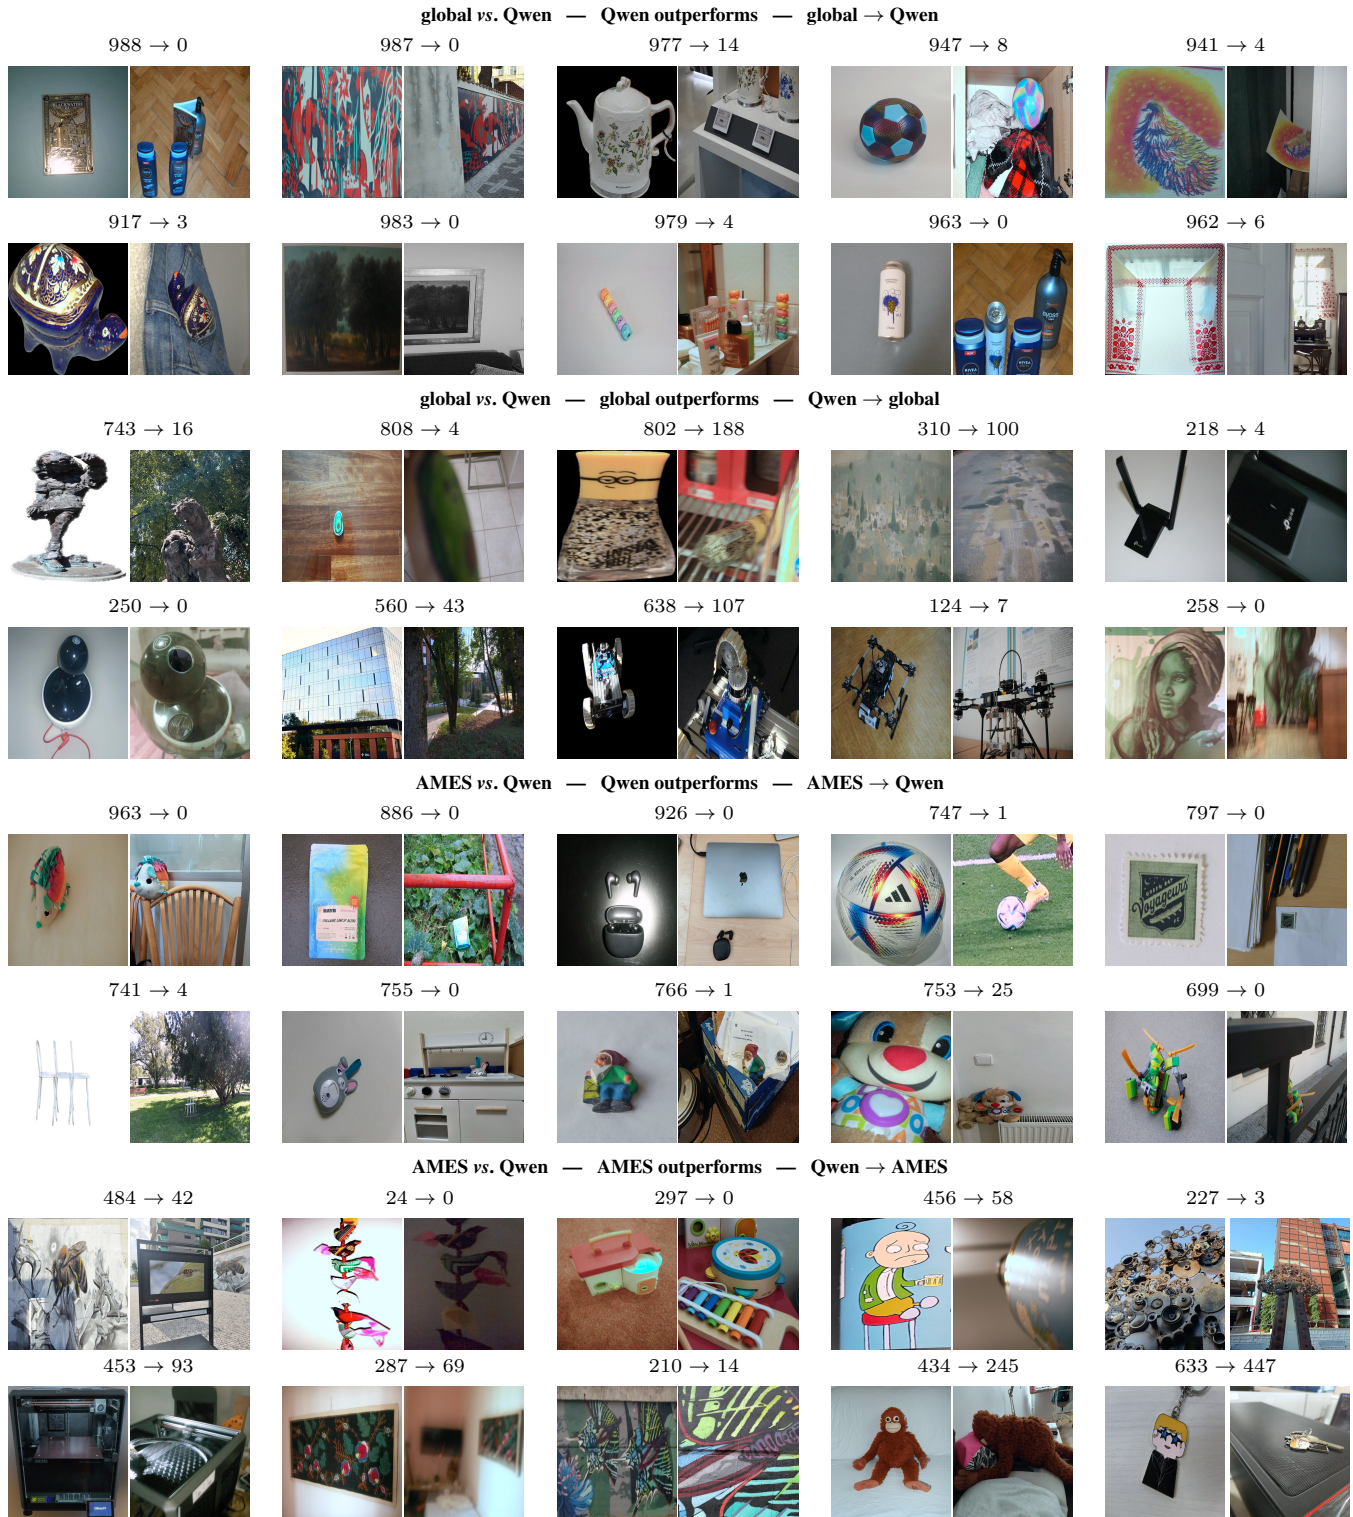 global vs. Qwen — Qwen outperforms — global → Qwen
988 → 0 987 → 0 977 → 14 947 → 8 941 → 4
917 → 3 983 → 0 979 → 4 963 → 0 962 → 6
global vs. Qwen — global outperforms — Qwen → global
743 → 16 808 → 4 802 → 188 310 → 100 218 → 4
250 → 0 560 → 43 638 → 107 124 → 7 258 → 0
AMES vs. Qwen — Qwen outperforms — AMES → Qwen
963 → 0 886 → 0 926 → 0 747 → 1 797 → 0
Voyageurs
741 → 4 755 → 0 766 → 1 753 → 25 699 → 0
AMES vs. Qwen — AMES outperforms — Qwen → AMES
484 → 42 24 → 0 297 → 0 456 → 58 227 → 3
453 → 93 287 → 69 210 → 14 434 → 245 633 → 447